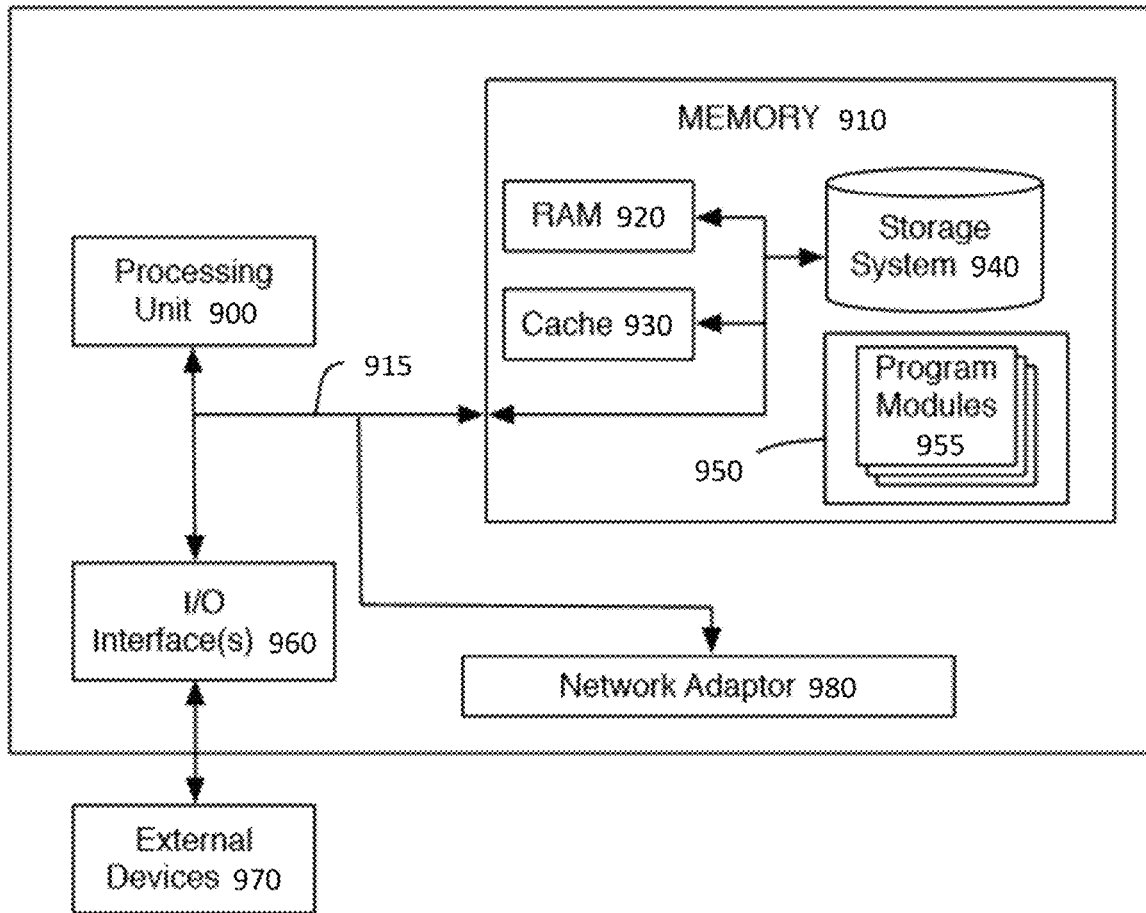 MEMORY 910
RAM 920
Storage
System 940
Processing
Unit 900
Cache 930
915
Program
Modules
955
950
I/O
Interface(s) 960
Network Adaptor 980
External
Devices 970